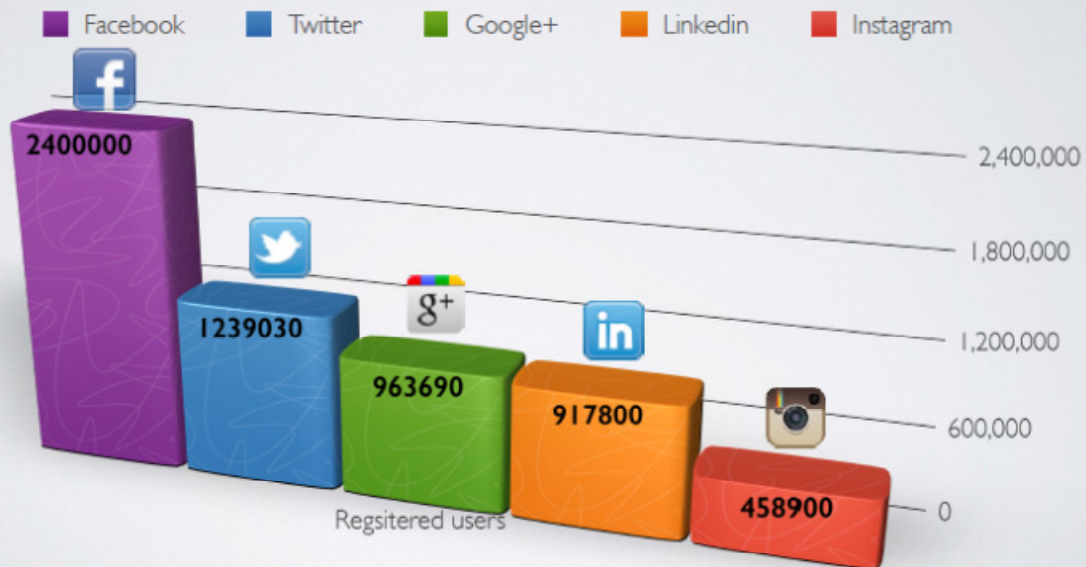 Facebook Twitter Google+ Linkedin Instagram
f
2400000
2,400,000
1,800,000
1239030
g+
in
1,200,000
963690
917800
600,000
458900
0
Regsitered users